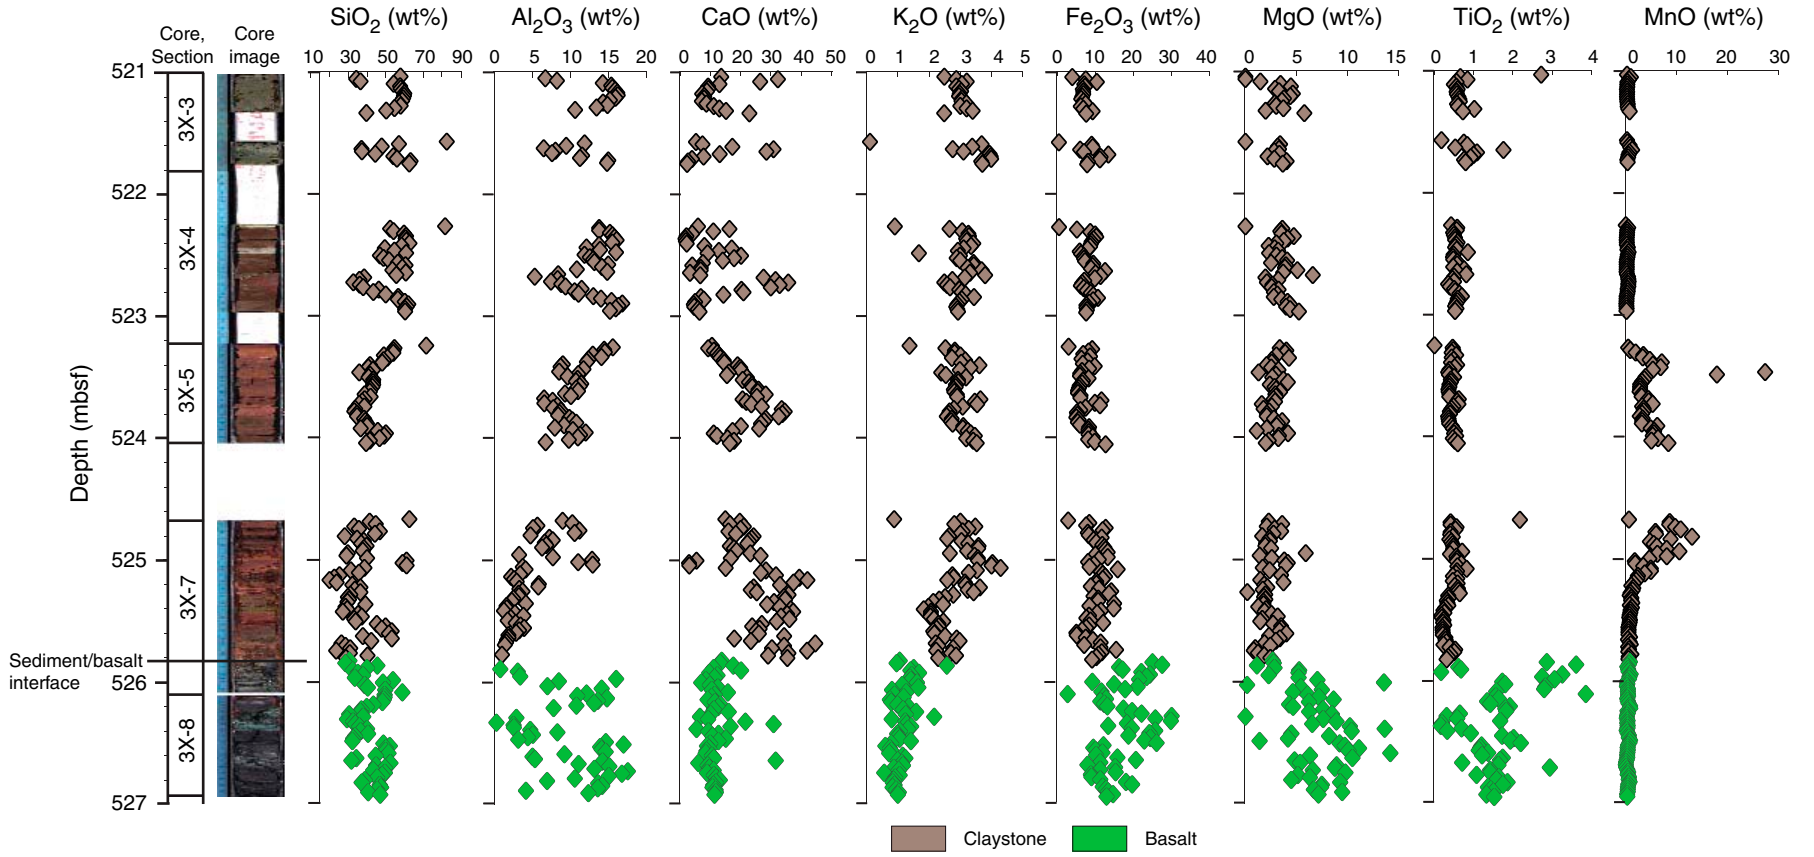 SiO2 (wt%) Al2O3 (wt%) CaO (wt%) K2O (wt%) Fe2O3 (wt%) MgO (wt%) TiO2 (wt%) MnO (wt%)
Core, Section
Core image
10 30 50 70 90
0 5 10 15 20
0 10 20 30 40 50
0 1 2 3 4 5
0 10 20 30 40
0 5 10 15
0 1 2 3 4
0 10 20 30
Depth (mbsf)
521
522
523
524
525
526
527
3X-3
3X-4
3X-5
3X-7
3X-8
Sediment/basalt
interface
Claystone
Basalt